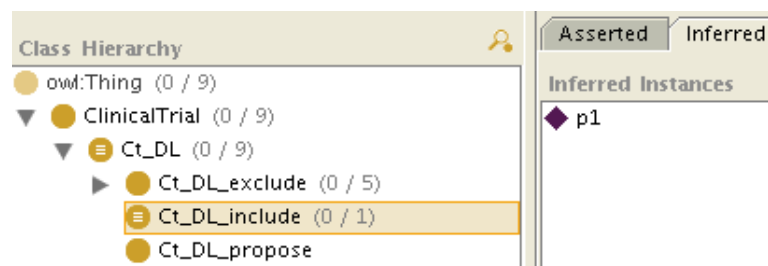 Class Hierarchy
owl:Thing (0 / 9)
ClinicalTrial (0 / 9)
Ct_DL (0 / 9)
Ct_DL_exclude (0 / 5)
Ct_DL_include (0 / 1)
Ct_DL_propose
Asserted Inferred
Inferred Instances
p1